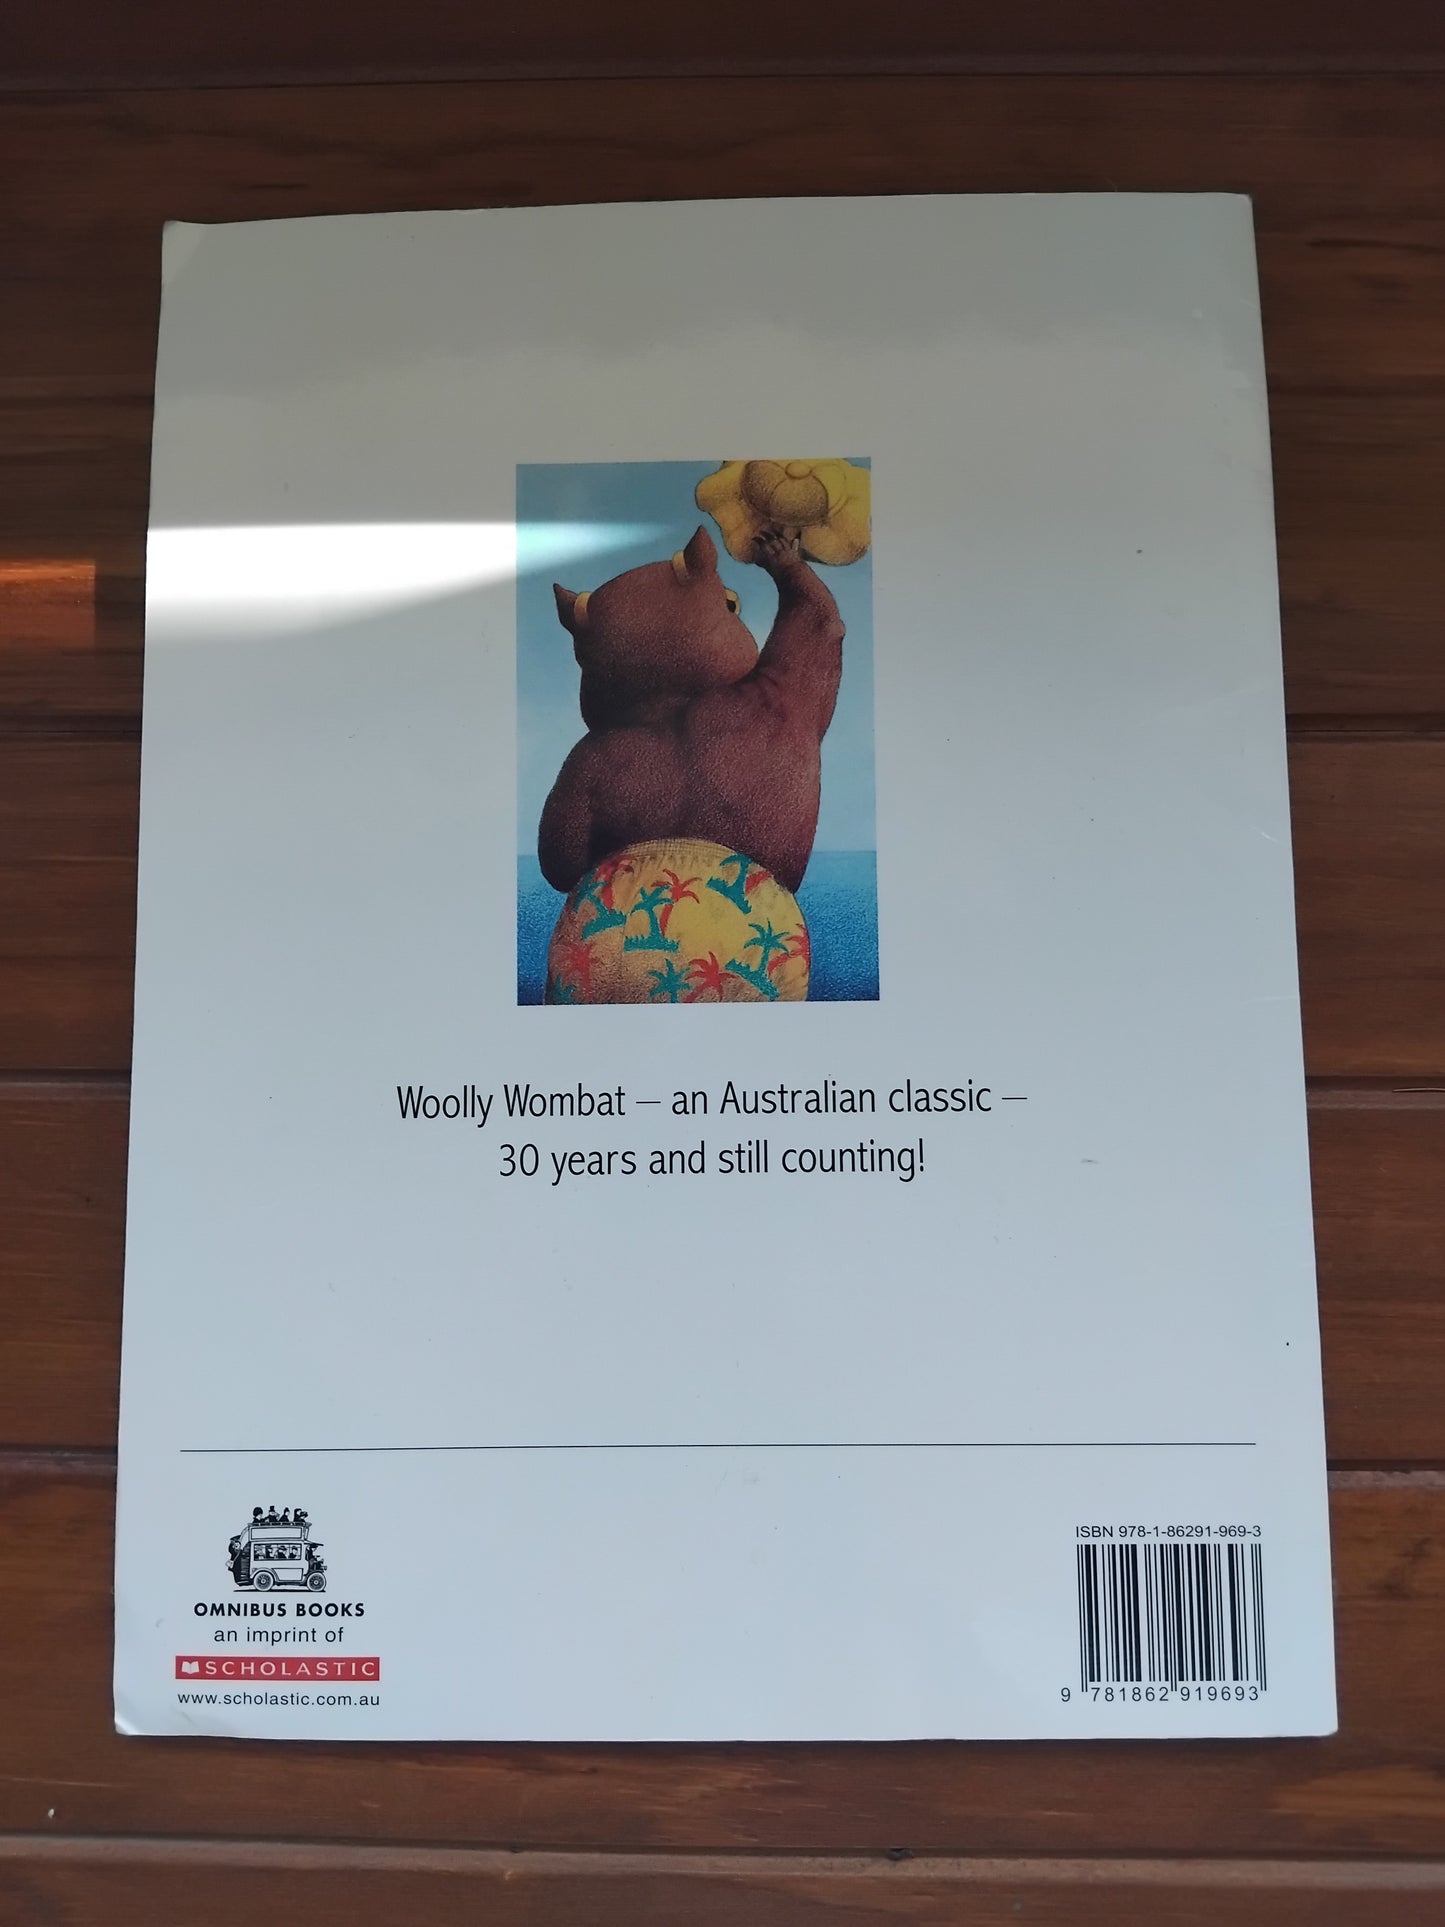 Woolly Wombat – an Australian classic –
30 years and still counting!
OMNIBUS BOOKS
an imprint of
SCHOLASTIC
www.scholastic.com.au
ISBN 978-1-86291-969-3
9 781862 919693